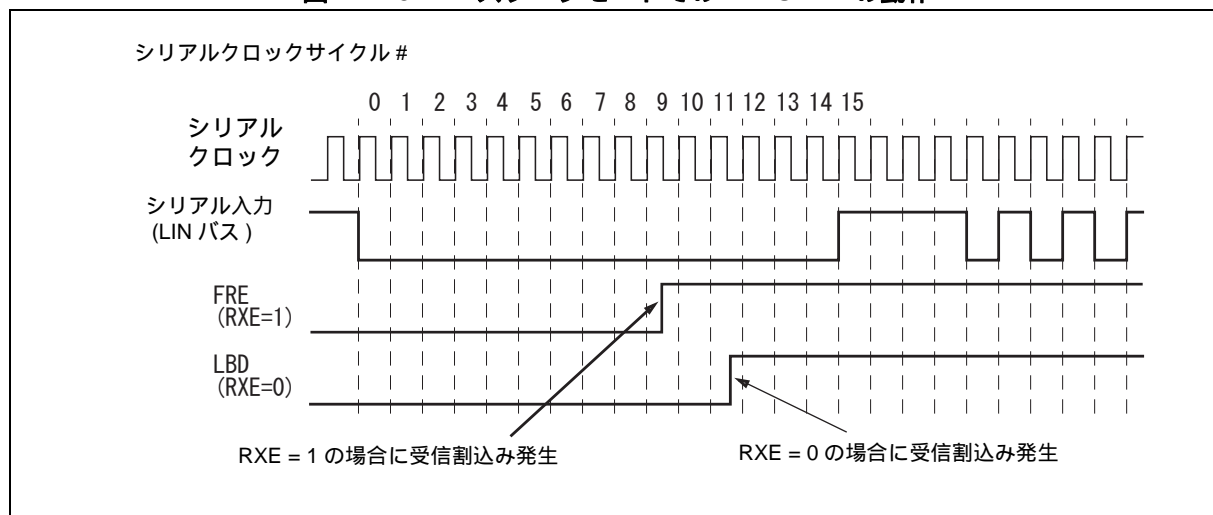 シリアルクロックサイクル #
0 1 2 3 4 5 6 7 8 9 10 11 12 13 14 15
シリアル
クロック
シリアル入力
(LIN バス )
FRE
(RXE=1)
LBD
(RXE=0)
RXE = 1 の場合に受信割込み発生
RXE = 0 の場合に受信割込み発生